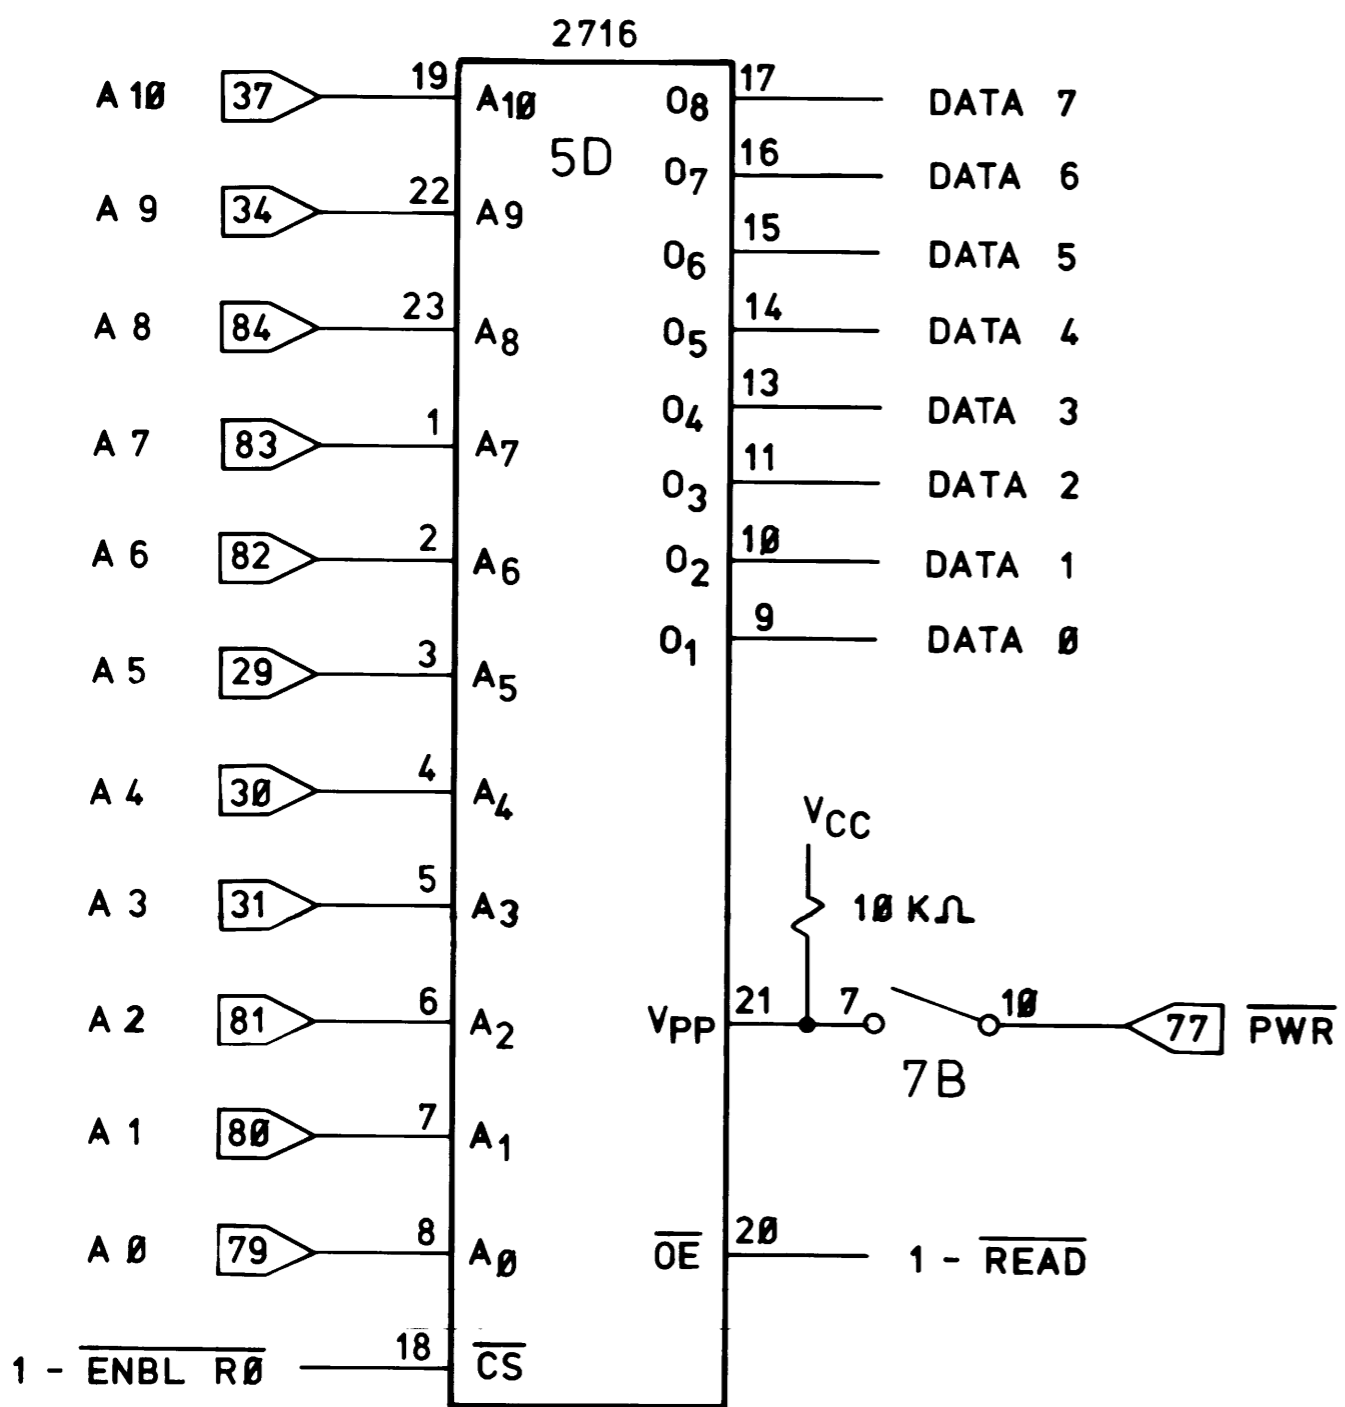 2716
A 1Ø 37 19 A1Ø O8 17 DATA 7
5D
A 9 34 22 A9 O7 16 DATA 6
O6 15 DATA 5
A 8 84 23 A8 O5 14 DATA 4
A 7 83 1 A7 O4 13 DATA 3
O3 11 DATA 2
A 6 82 2 A6 O2 1Ø DATA 1
A 5 29 3 A5 O1 9 DATA Ø
A 4 3Ø 4 A4 VCC
A 3 31 5 A3 1Ø KΩ
A 2 81 6 A2 VPP 21 7 1Ø 77 PWR
7B
A 1 8Ø 7 A1
A Ø 79 8 AØ OE 2Ø 1 - READ
1 - ENBL RØ 18 CS